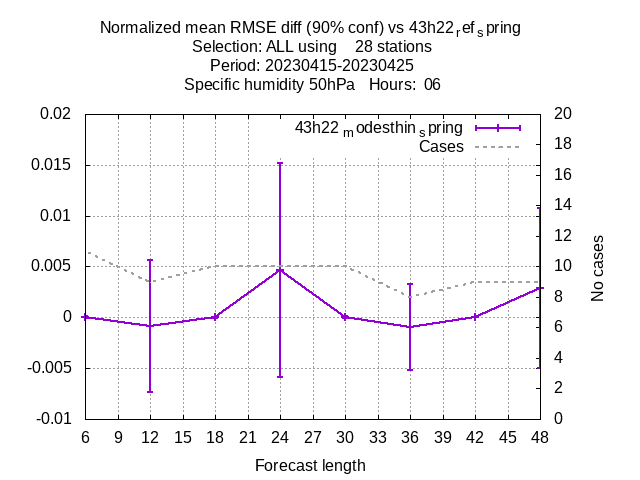 Normalized mean RMSE diff (90% conf) vs 43h22refspring
Selection: ALL using 28 stations
Period: 20230415-20230425
Specific humidity 50hPa Hours: 06
0.02
0.015
0.01
0.005
0
-0.005
-0.01
43h22modesthinspring
Cases
20
18
16
14
12
10
8
6
4
2
0
No cases
6 9 12 15 18 21 24 27 30 33 36 39 42 45 48
Forecast length